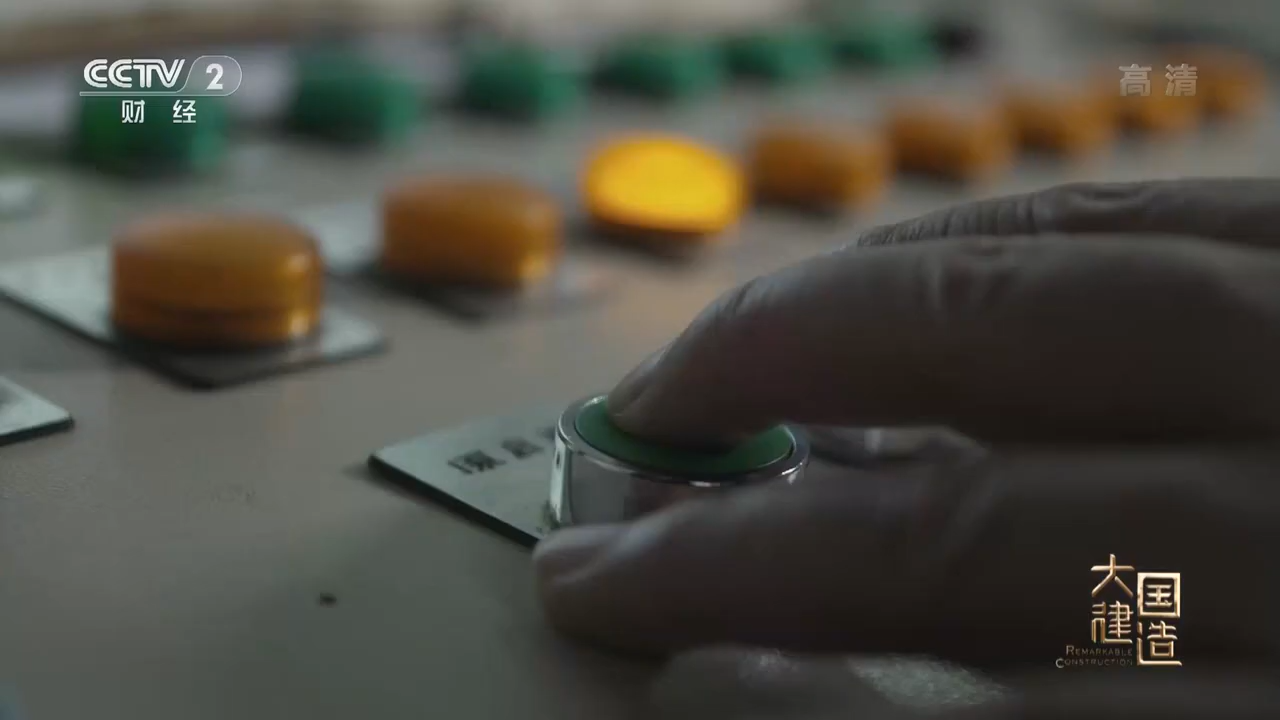 CCTV 2
财 经
高清
大国
建造
REMARKABLE
CONSTRUCTION